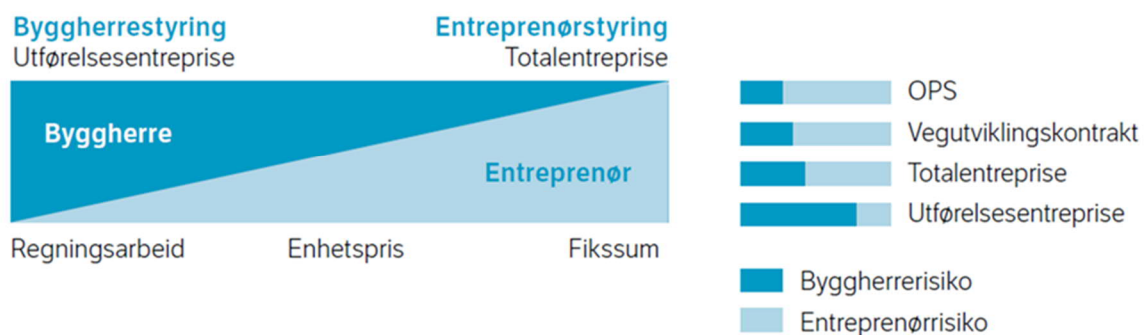 Byggherrestyring
Utførelsesentreprise
Entreprenørstyring
Totalentreprise
Byggherre
Entreprenør
Regningsarbeid
Enhetspris
Fikssum
OPS
Vegutviklingskontrakt
Totalentreprise
Utførelsesentreprise
Byggherrerisiko
Entreprenørrisiko